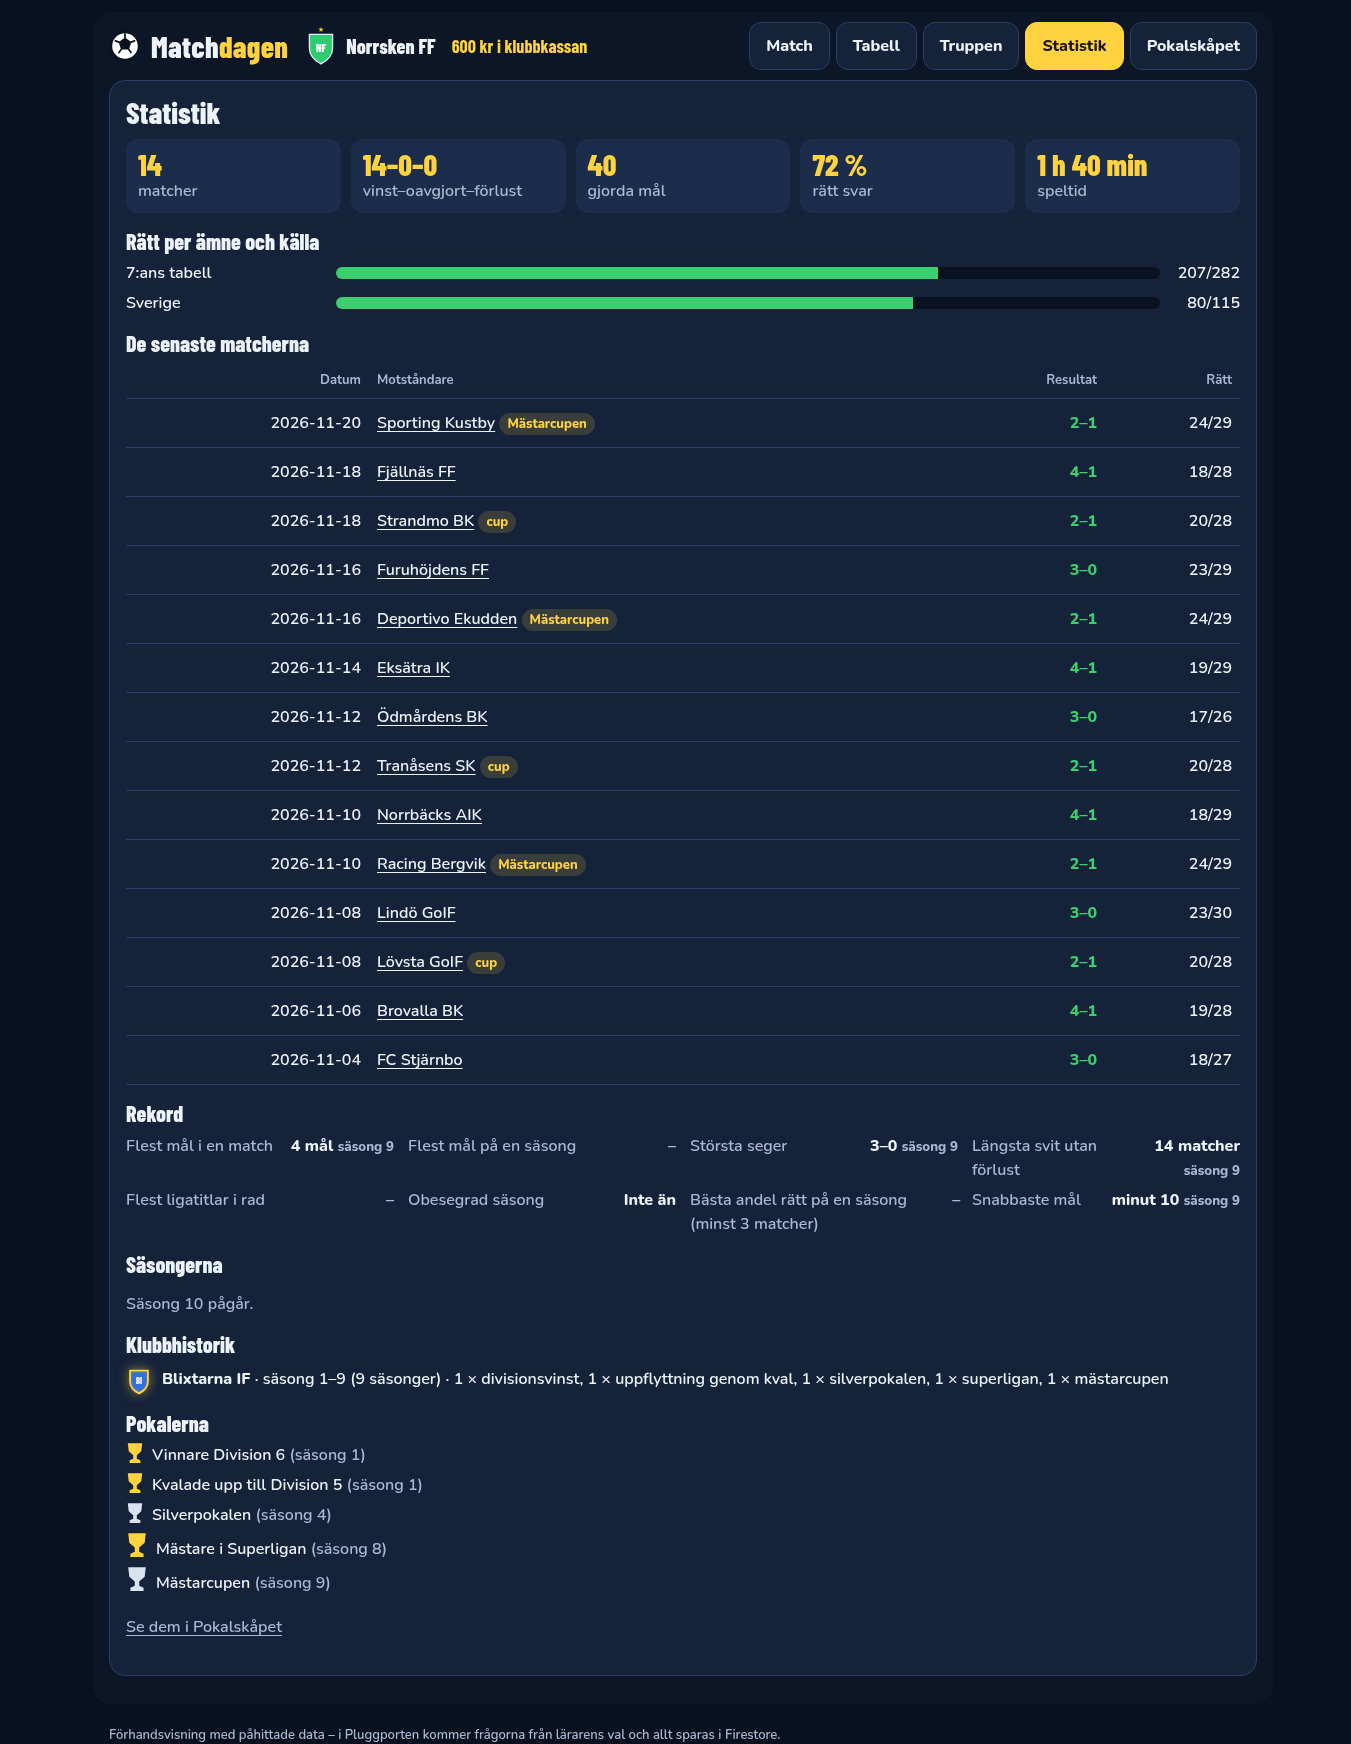 Matchdagen NF Norrsken FF 600 kr i klubbkassan Match Tabell Truppen Statistik Pokalskåpet
Statistik
14 14–0–0 40 72 % 1 h 40 min
matcher vinst–oavgjort–förlust gjorda mål rätt svar speltid
Rätt per ämne och källa
7:ans tabell 207/282
Sverige 80/115
De senaste matcherna
Datum Motståndare Resultat Rätt
2026-11-20 Sporting Kustby Mästarcupen 2–1 24/29
2026-11-18 Fjällnäs FF 4–1 18/28
2026-11-18 Strandmo BK cup 2–1 20/28
2026-11-16 Furuhöjdens FF 3–0 23/29
2026-11-16 Deportivo Ekudden Mästarcupen 2–1 24/29
2026-11-14 Eksätra IK 4–1 19/29
2026-11-12 Ödmårdens BK 3–0 17/26
2026-11-12 Tranåsens SK cup 2–1 20/28
2026-11-10 Norrbäcks AIK 4–1 18/29
2026-11-10 Racing Bergvik Mästarcupen 2–1 24/29
2026-11-08 Lindö GoIF 3–0 23/30
2026-11-08 Lövsta GoIF cup 2–1 20/28
2026-11-06 Brovalla BK 4–1 19/28
2026-11-04 FC Stjärnbo 3–0 18/27
Rekord
Flest mål i en match 4 mål säsong 9 Flest mål på en säsong – Största seger 3–0 säsong 9 Längsta svit utan 14 matcher
förlust säsong 9
Flest ligatitlar i rad – Obesegrad säsong Inte än Bästa andel rätt på en säsong – Snabbaste mål minut 10 säsong 9
(minst 3 matcher)
Säsongerna
Säsong 10 pågår.
Klubbhistorik
BI Blixtarna IF · säsong 1–9 (9 säsonger) · 1 × divisionsvinst, 1 × uppflyttning genom kval, 1 × silverpokalen, 1 × superligan, 1 × mästarcupen
Pokalerna
Vinnare Division 6 (säsong 1)
Kvalade upp till Division 5 (säsong 1)
Silverpokalen (säsong 4)
Mästare i Superligan (säsong 8)
Mästarcupen (säsong 9)
Se dem i Pokalskåpet
Förhandsvisning med påhittade data – i Pluggporten kommer frågorna från lärarens val och allt sparas i Firestore.